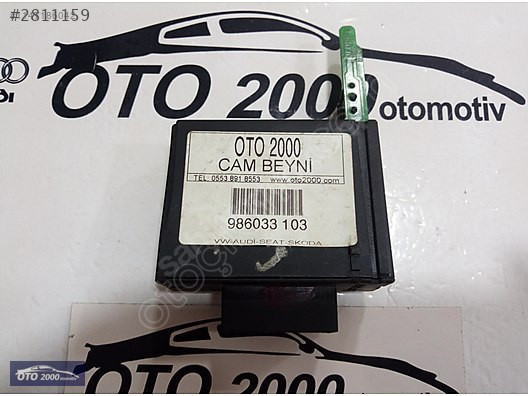 #2811159
OTO 2000 otomotiv
OTO 2000
CAM BEYNİ
TEL: 0553 891 8553 www.oto2000.com
986033 103
VW-AUDI-SEAT-SKODA
OTO 2000 otomotiv
OTO 2000